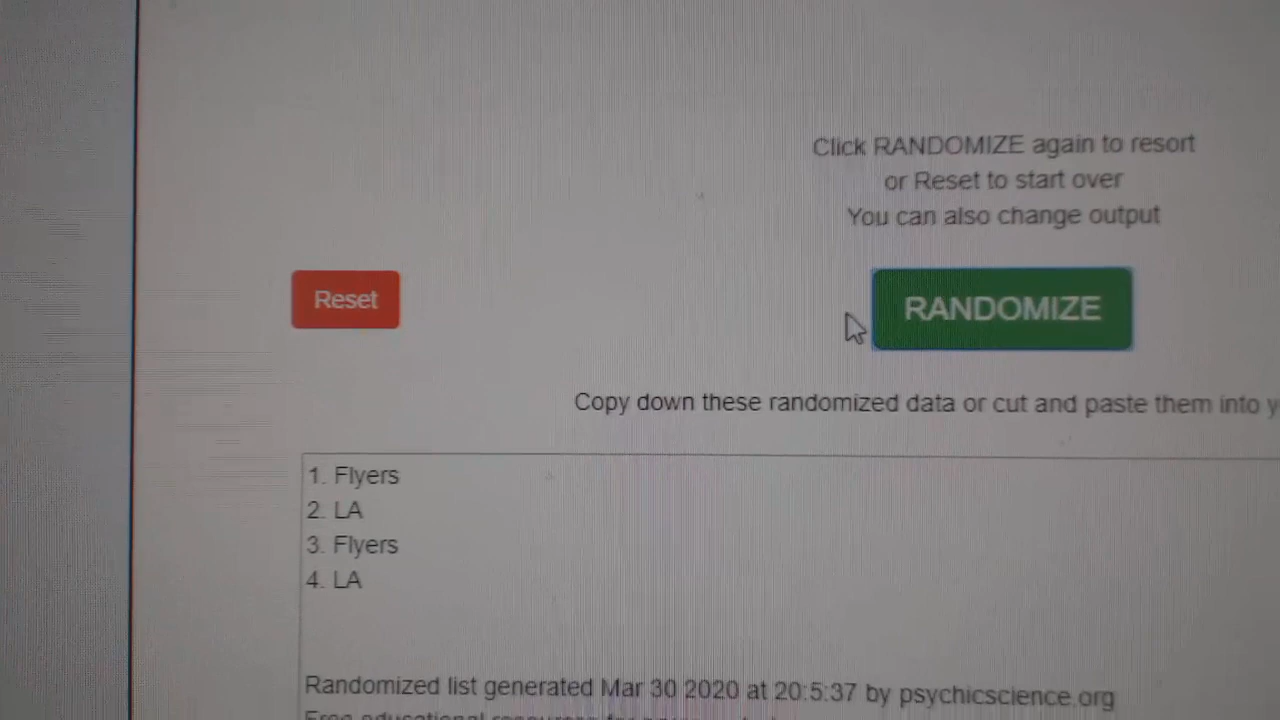 Click RANDOMIZE again to resort
or Reset to start over
You can also change output
Reset
RANDOMIZE
Copy down these randomized data or cut and paste them into
1. Flyers
2. LA
3. Flyers
4. LA
Randomized list generated Mar 30 2020 at 20:5:37 by psychicscience.org